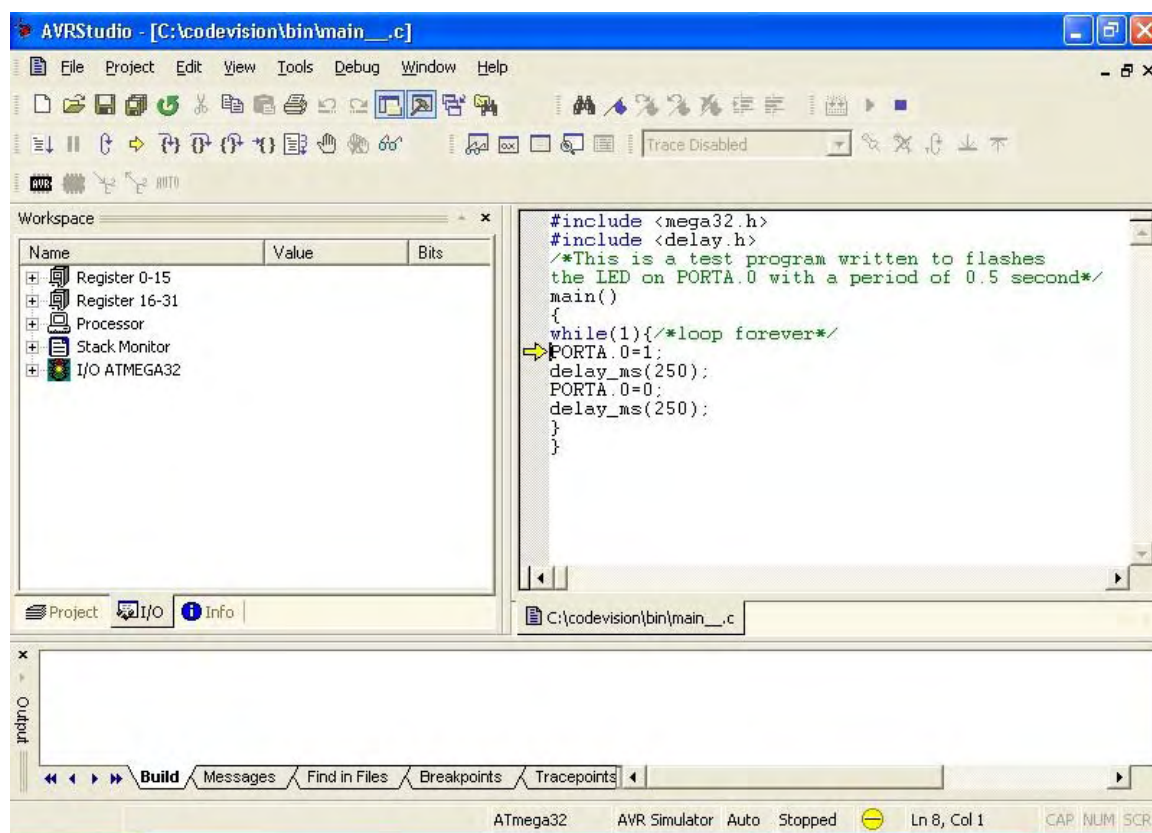 AVRStudio - [C:\codevision\bin\main__.c]
File Project Edit View Tools Debug Window Help
Trace Disabled
AVR AUTO
Workspace
Name Value Bits
Register 0-15
Register 16-31
Processor
Stack Monitor
I/O ATMEGA32
Project I/O Info
#include <mega32.h>
#include <delay.h>
/*This is a test program written to flashes
the LED on PORTA.0 with a period of 0.5 second*/
main()
{
while(1){/*loop forever*/
PORTA.0=1;
delay_ms(250);
PORTA.0=0;
delay_ms(250);
}
}
C:\codevision\bin\main__.c
Output
Build Messages Find in Files Breakpoints Tracepoints
ATmega32 AVR Simulator Auto Stopped Ln 8, Col 1 CAP NUM SCR